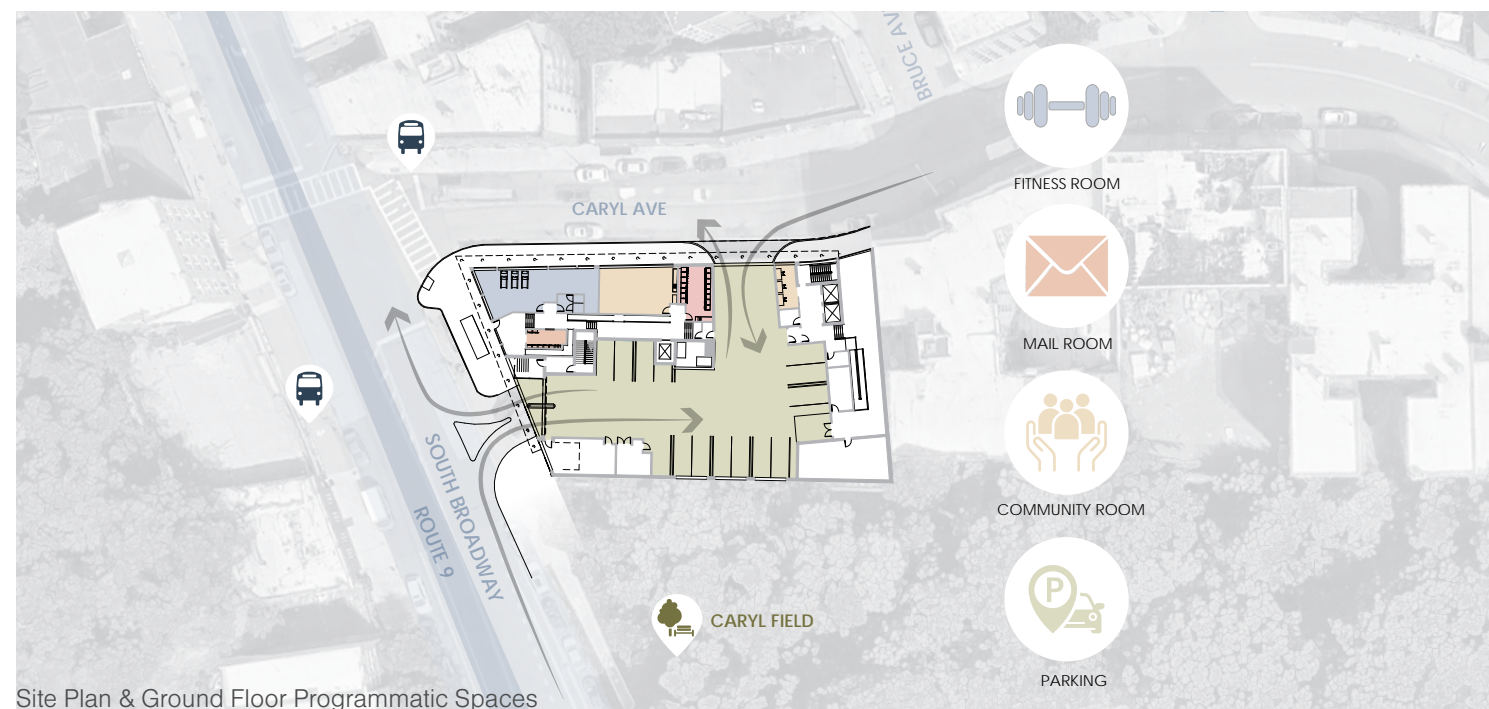 BRUCE AV
FITNESS ROOM
CARYL AVE
MAIL ROOM
SOUTH BROADWAY
ROUTE 9
COMMUNITY ROOM
P
CARYL FIELD
PARKING
Site Plan & Ground Floor Programmatic Spaces